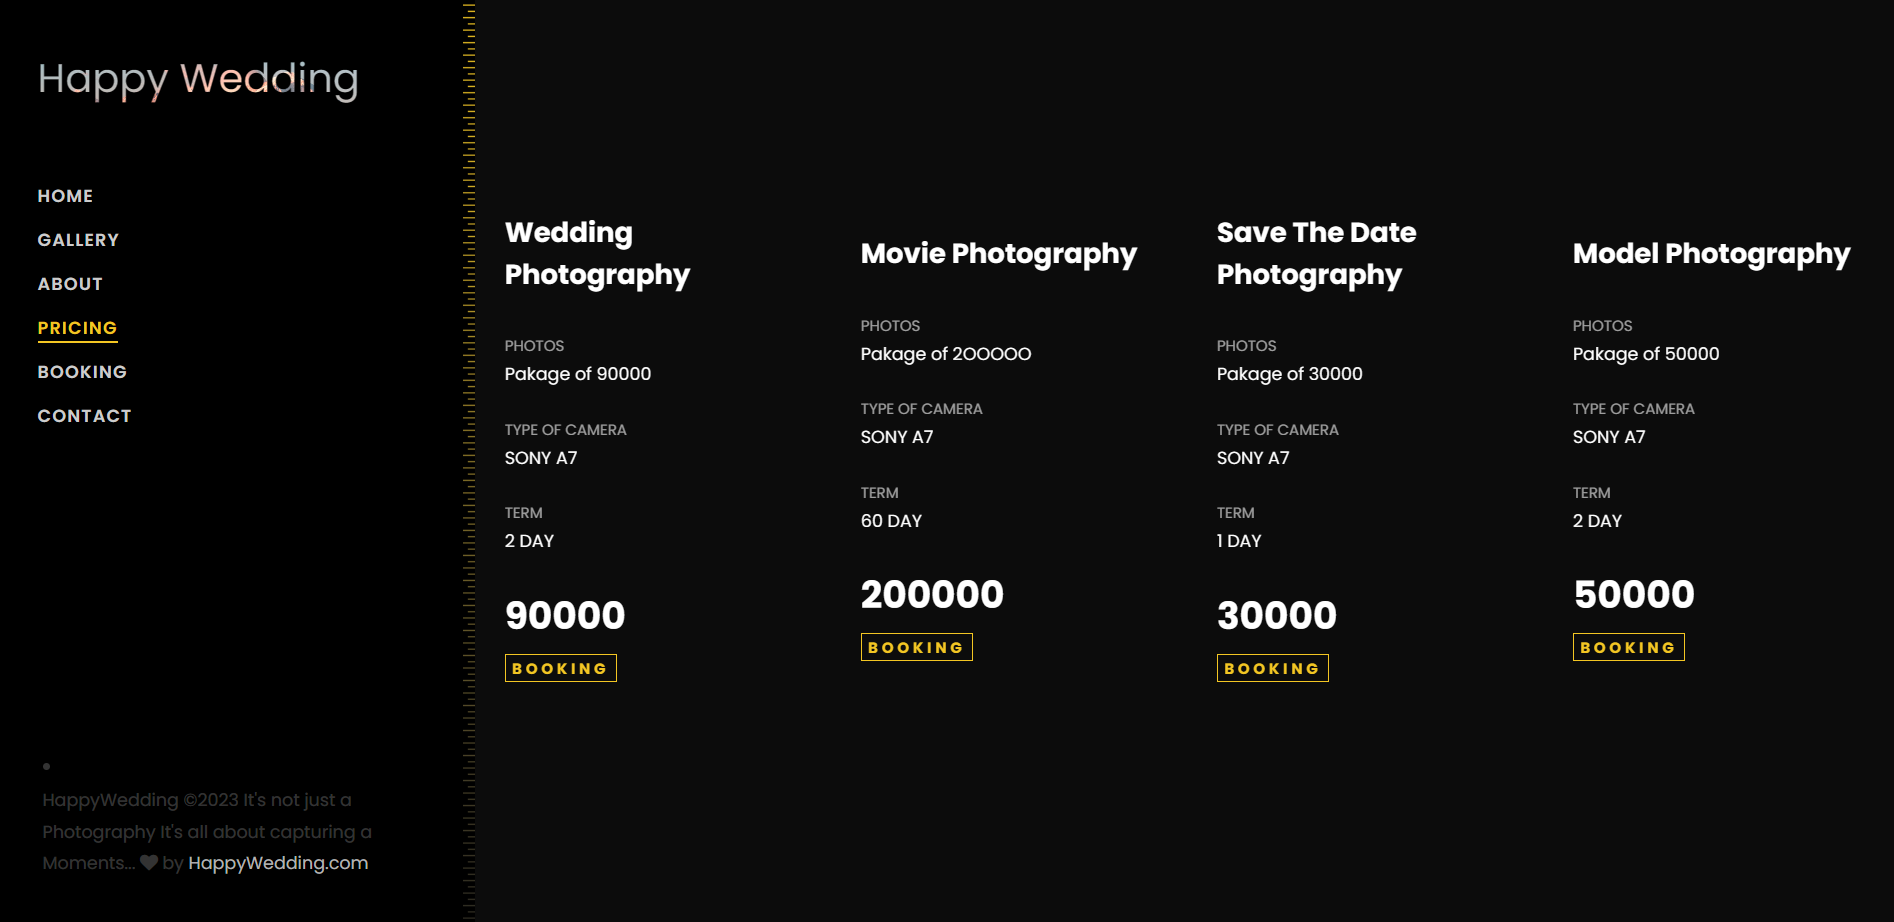 Happy Wedding
HOME
GALLERY
ABOUT
PRICING
BOOKING
CONTACT
HappyWedding ©2023 It's not just a
Photography It's all about capturing a
Moments... ♥ by HappyWedding.com
Wedding
Photography
PHOTOS
Pakage of 90000
TYPE OF CAMERA
SONY A7
TERM
2 DAY
90000
BOOKING
Movie Photography
PHOTOS
Pakage of 2OOOOO
TYPE OF CAMERA
SONY A7
TERM
60 DAY
200000
BOOKING
Save The Date
Photography
PHOTOS
Pakage of 30000
TYPE OF CAMERA
SONY A7
TERM
1 DAY
30000
BOOKING
Model Photography
PHOTOS
Pakage of 50000
TYPE OF CAMERA
SONY A7
TERM
2 DAY
50000
BOOKING